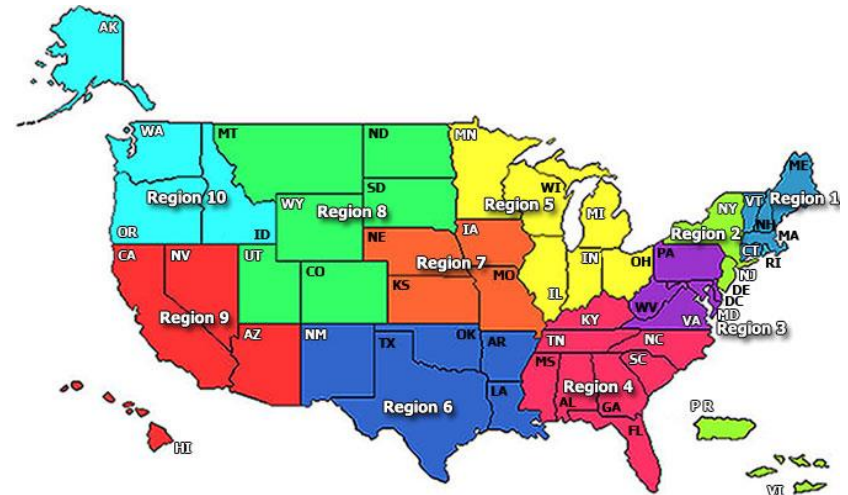 AK
WA
MT
ND
MN
ME
Region 10
WY
SD
Region 8
WI
Region 5
MI
NY
VT
NH
Region 1
OR
ID
NE
IA
Region 2
MA
CT
RI
CA
NV
UT
CO
Region 7
KS
MO
IL
IN
OH
PA
NJ
DE
DC
MD
WV
VA
Region 3
Region 9
AZ
NM
TX
OK
AR
KY
TN
NC
SC
MS
AL
GA
Region 4
Region 6
LA
FL
PR
HI
VI